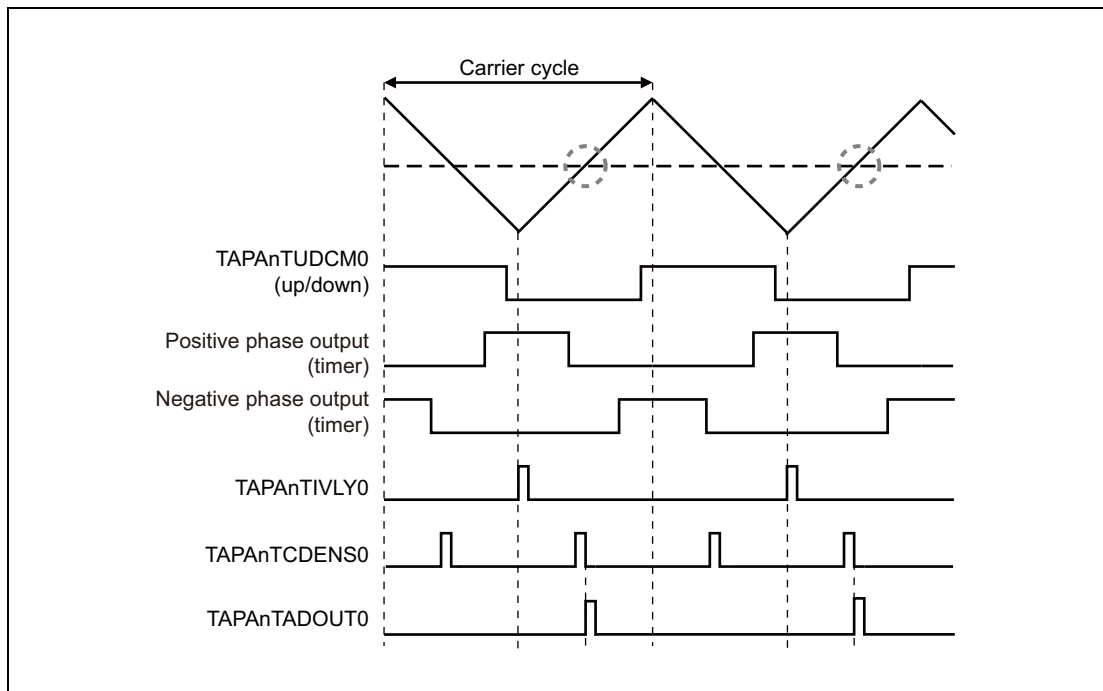 Carrier cycle
TAPAnTUDCM0
(up/down)
Positive phase output
(timer)
Negative phase output
(timer)
TAPAnTIVLY0
TAPAnTCDENS0
TAPAnTADOUT0